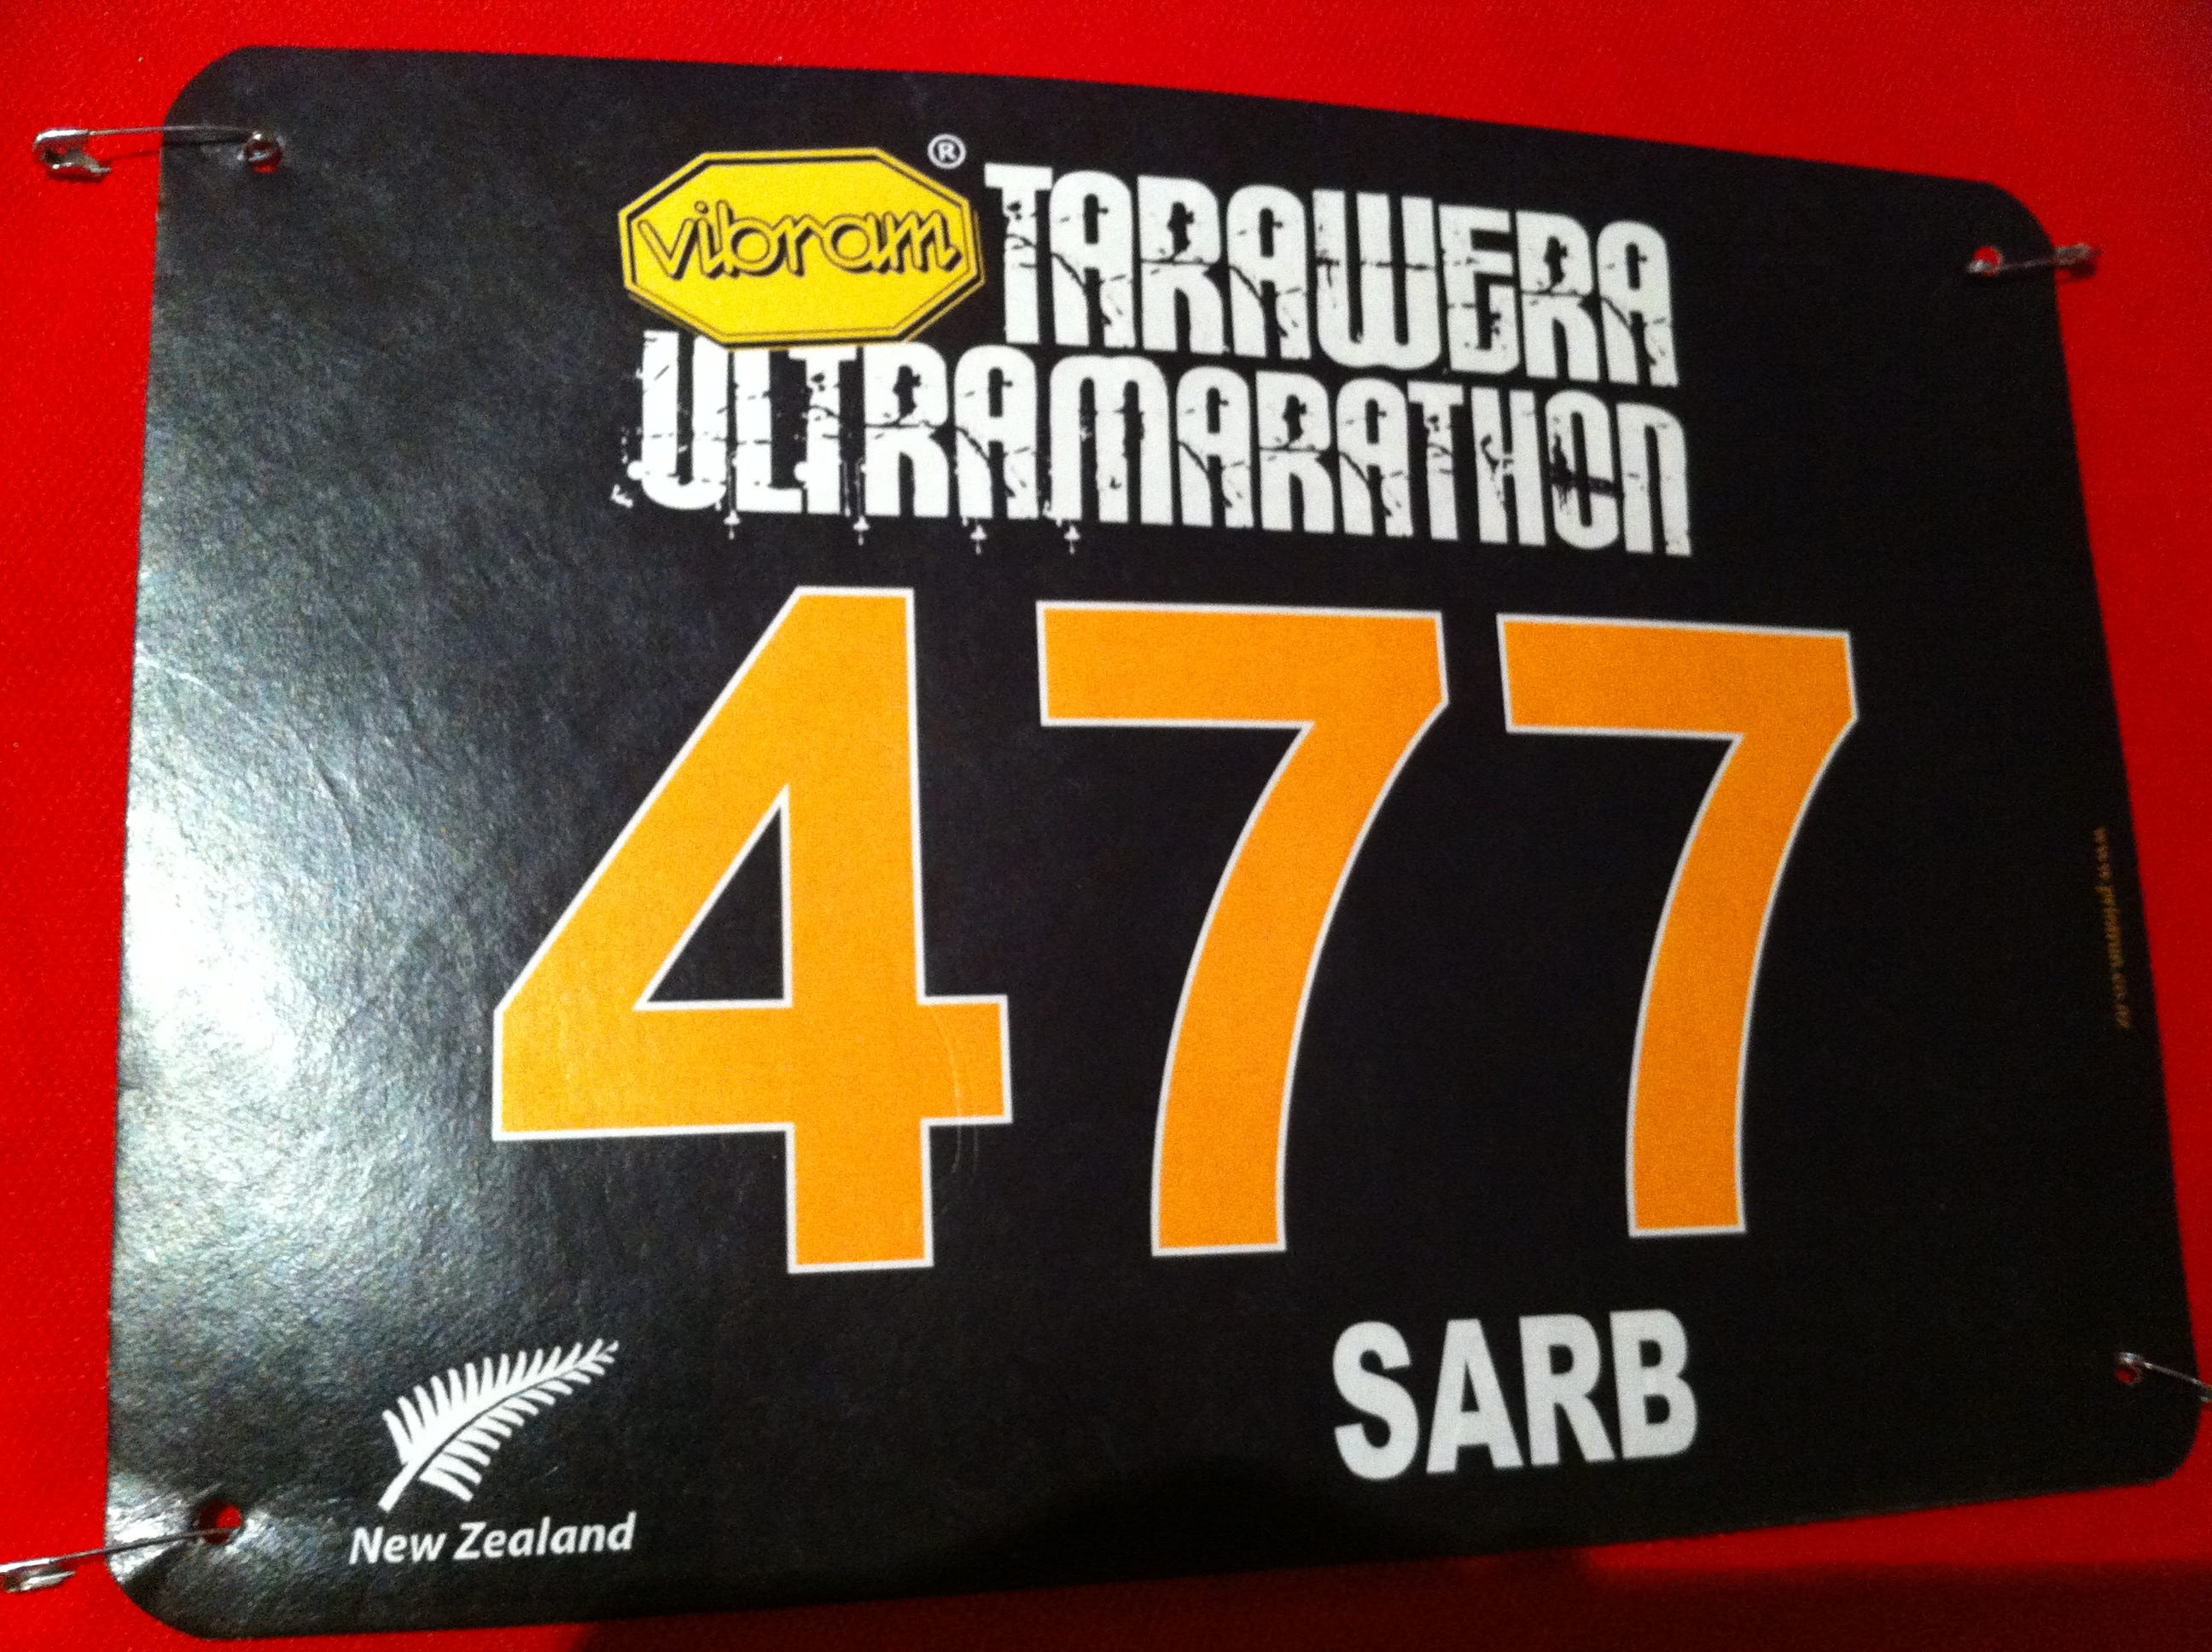 vibram® TARAWERA
ULTRAMARATHON
477
SARB
New Zealand